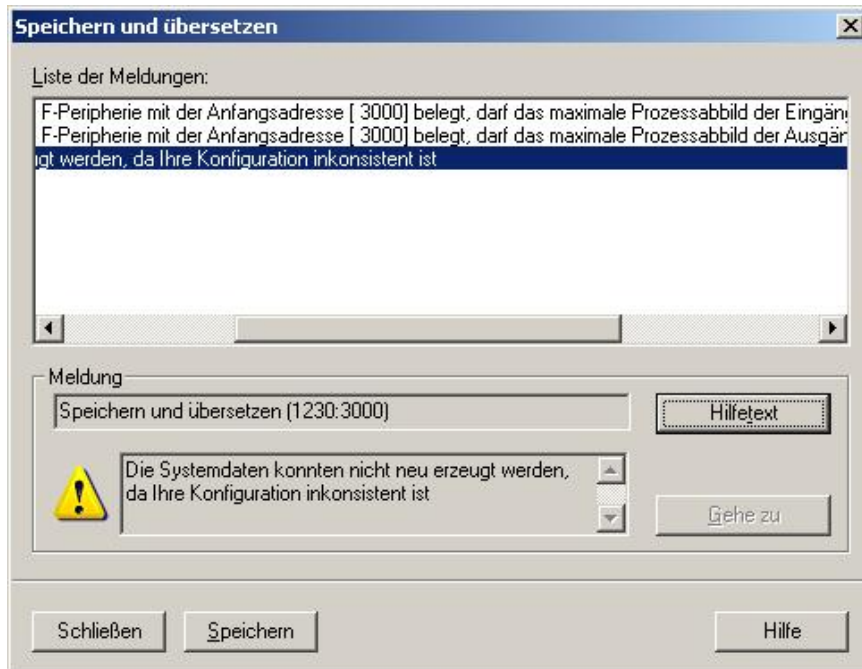 Speichern und übersetzen
Liste der Meldungen:
F-Peripherie mit der Anfangsadresse [ 3000] belegt, darf das maximale Prozessabbild der Eingän
F-Peripherie mit der Anfangsadresse [ 3000] belegt, darf das maximale Prozessabbild der Ausgän
igt werden, da Ihre Konfiguration inkonsistent ist
Meldung
Speichern und übersetzen (1230:3000)
Hilfetext
Die Systemdaten konnten nicht neu erzeugt werden,
da Ihre Konfiguration inkonsistent ist
Gehe zu
Schließen
Speichern
Hilfe